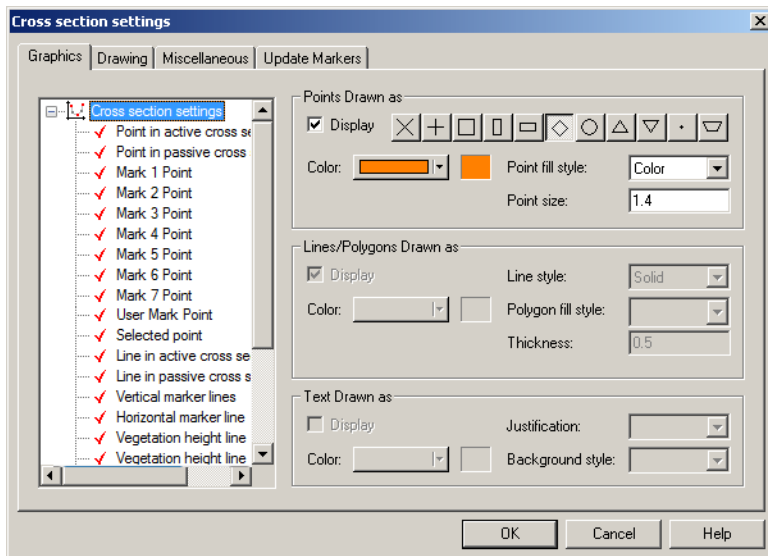 Cross section settings
Graphics Drawing Miscellaneous Update Markers
Cross section settings
Point in active cross se
Point in passive cross
Mark 1 Point
Mark 2 Point
Mark 3 Point
Mark 4 Point
Mark 5 Point
Mark 6 Point
Mark 7 Point
User Mark Point
Selected point
Line in active cross se
Line in passive cross s
Vertical marker lines
Horizontal marker line
Vegetation height line
Vegetation height line
Points Drawn as
Display
Color: Point fill style: Color
Point size: 1.4
Lines/Polygons Drawn as
Display Line style: Solid
Color: Polygon fill style:
Thickness: 0.5
Text Drawn as
Display Justification:
Color: Background style:
OK Cancel Help